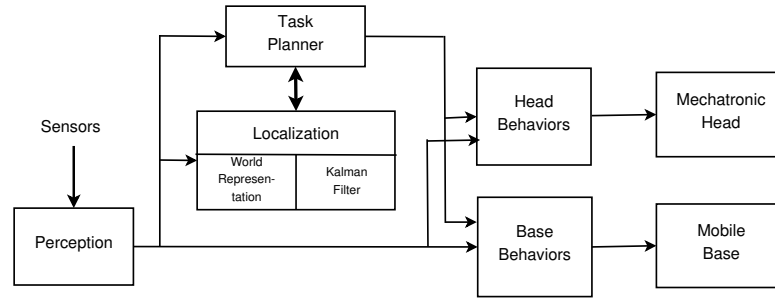 Task
Planner
Sensors
Localization
World
Represen-
tation
Kalman
Filter
Perception
Head
Behaviors
Mechatronic
Head
Base
Behaviors
Mobile
Base